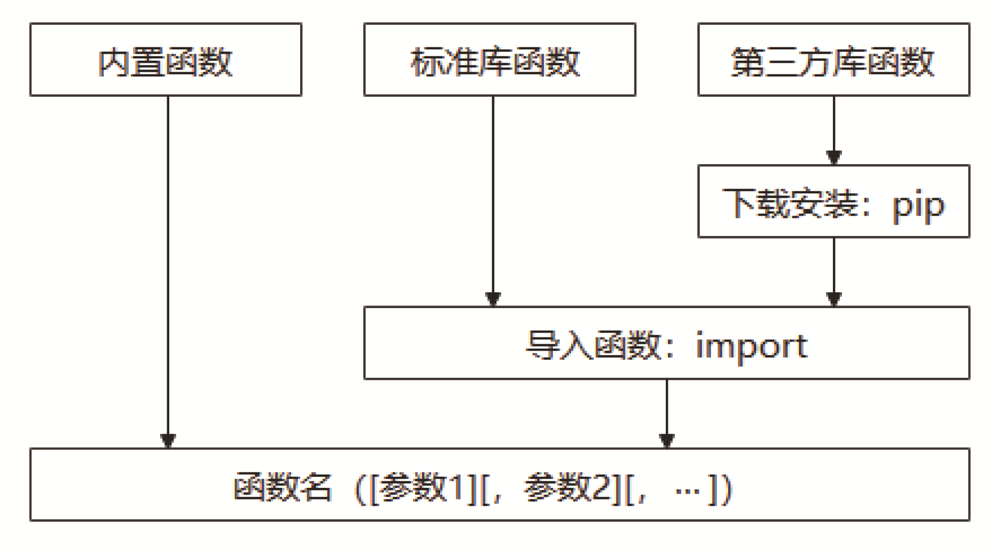 内置函数
标准库函数
第三方库函数
下载安装：pip
导入函数：import
函数名（[参数1][，参数2][，…]）